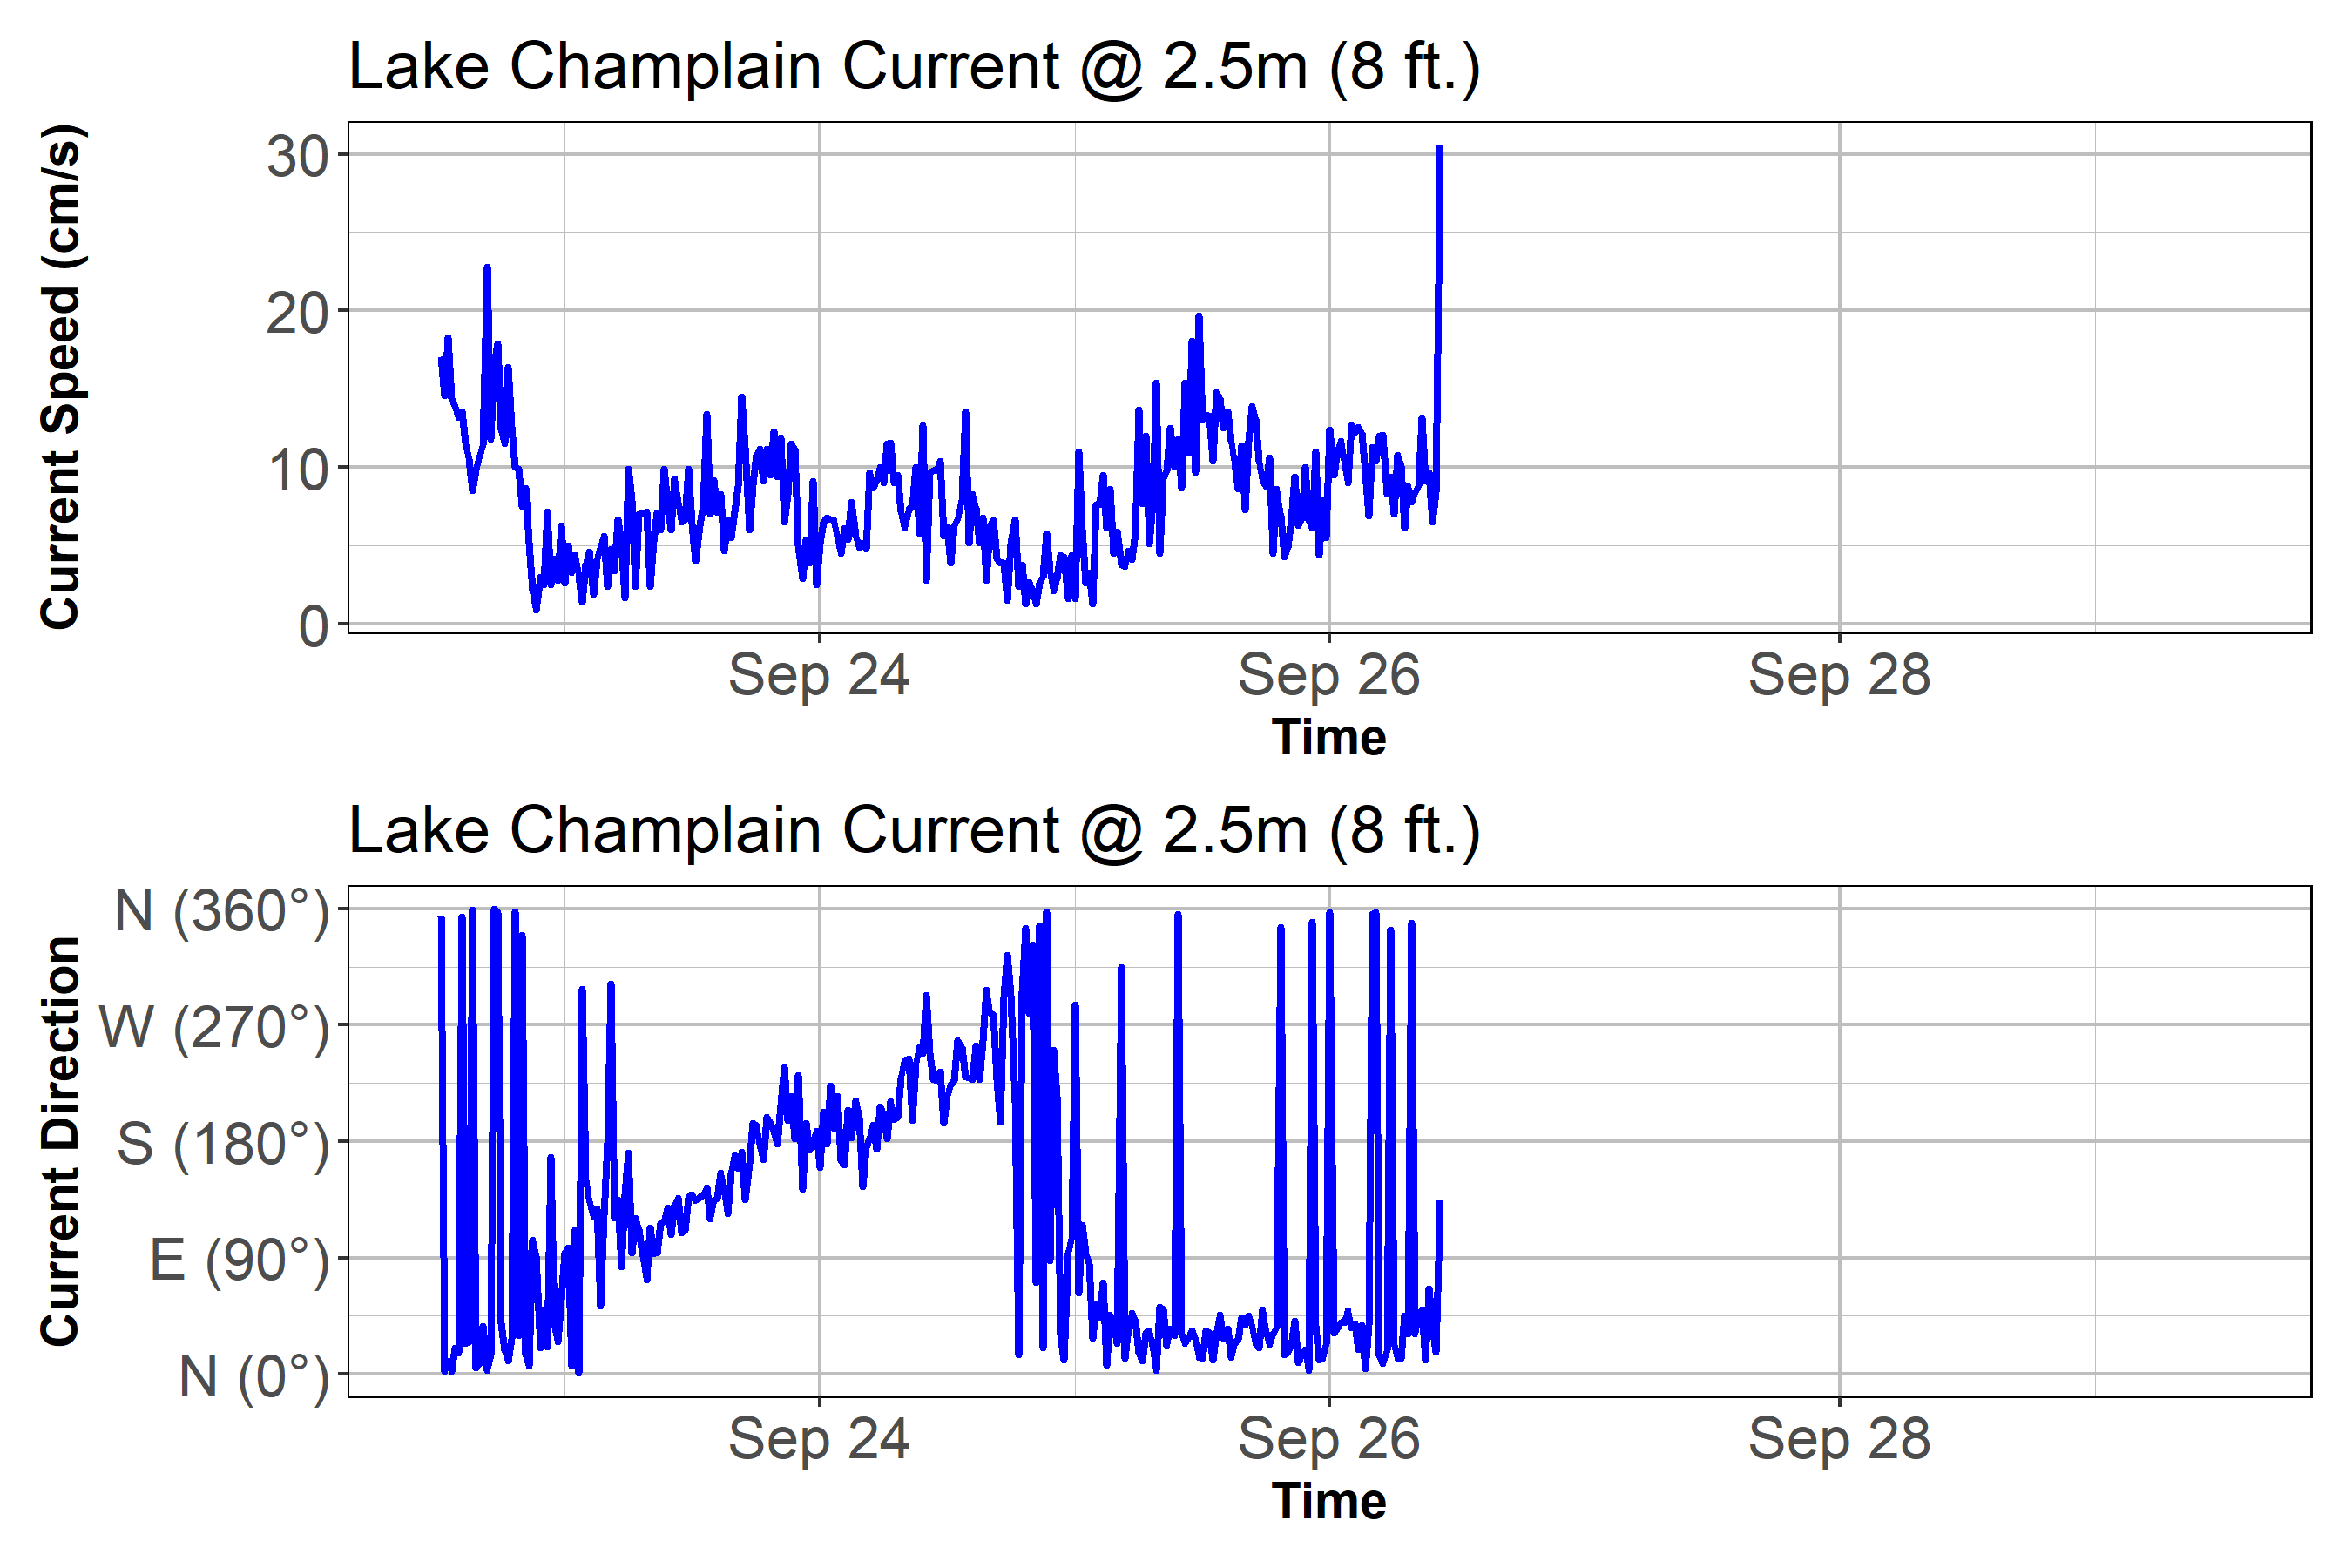 Lake Champlain Current @ 2.5m (8 ft.)
Current Speed (cm/s)
30
20
10
0
Sep 24 Sep 26 Sep 28
Time
Lake Champlain Current @ 2.5m (8 ft.)
Current Direction
N (360°)
W (270°)
S (180°)
E (90°)
N (0°)
Sep 24 Sep 26 Sep 28
Time